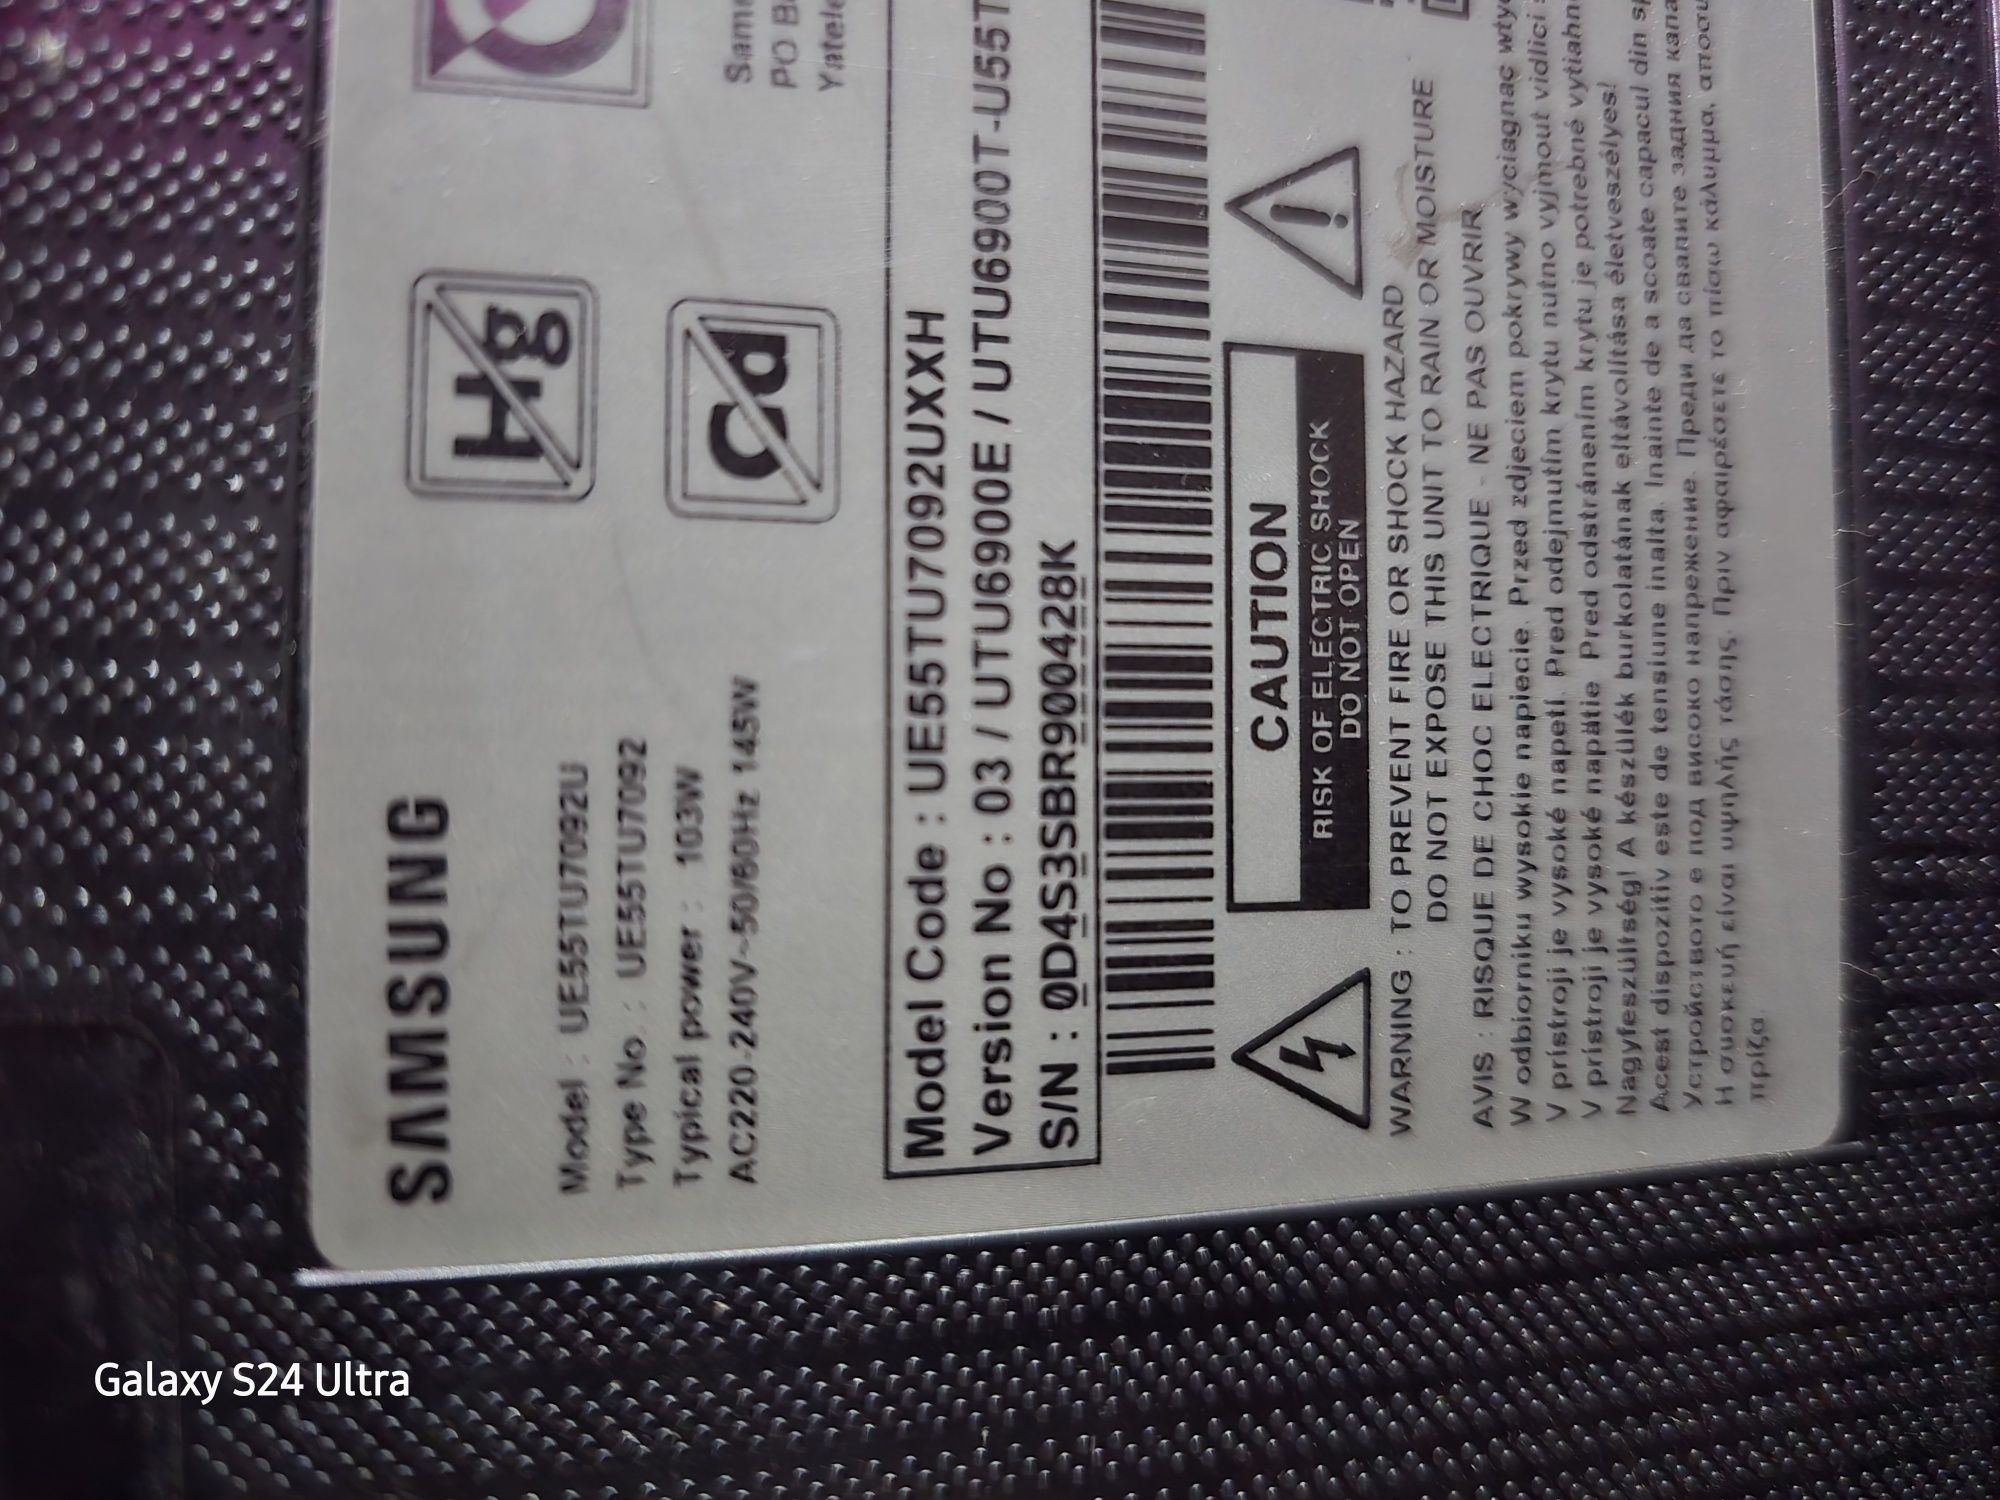 SAMSUNG
Model : UE55TU7092U
Type No. : UE55TU7092
Typical power : 103W
AC220-240V~50/60Hz 145W
Hg
Cd
PO
Model Code : UE55TU7092UXXH
Version No : 03 / UTU6900E / UTU6900T-U55T
S/N : 0D4S3SBR900428K
CAUTION
RISK OF ELECTRIC SHOCK
DO NOT OPEN
WARNING : TO PREVENT FIRE OR SHOCK HAZARD
DO NOT EXPOSE THIS UNIT TO RAIN OR MOISTURE
AVIS : RISQUE DE CHOC ELECTRIQUE - NE PAS OUVRIR.
W odbiorniku wysokie napiecie. Przed zdjeciem pokrywy wyciągnąć
V prístroji je vysoké napetí. Pred odejmutím krytu nutno vyjmout vidlici
V prístroji je vysoké napätie. Pred odstránením krytu je potrebné
Nagyfeszültség! A készülék burkolatának eltávolítása életveszélyes!
Acest dispozitiv este de tensiune inalta. Inainte de a scoate capacul din
Устройството е под високо напрежение. Преди да свалите задния
Η συσκευή είναι υψηλής τάσης. Πριν αφαιρέσετε το πίσω κάλυμμα,
πρίζα.
Galaxy S24 Ultra